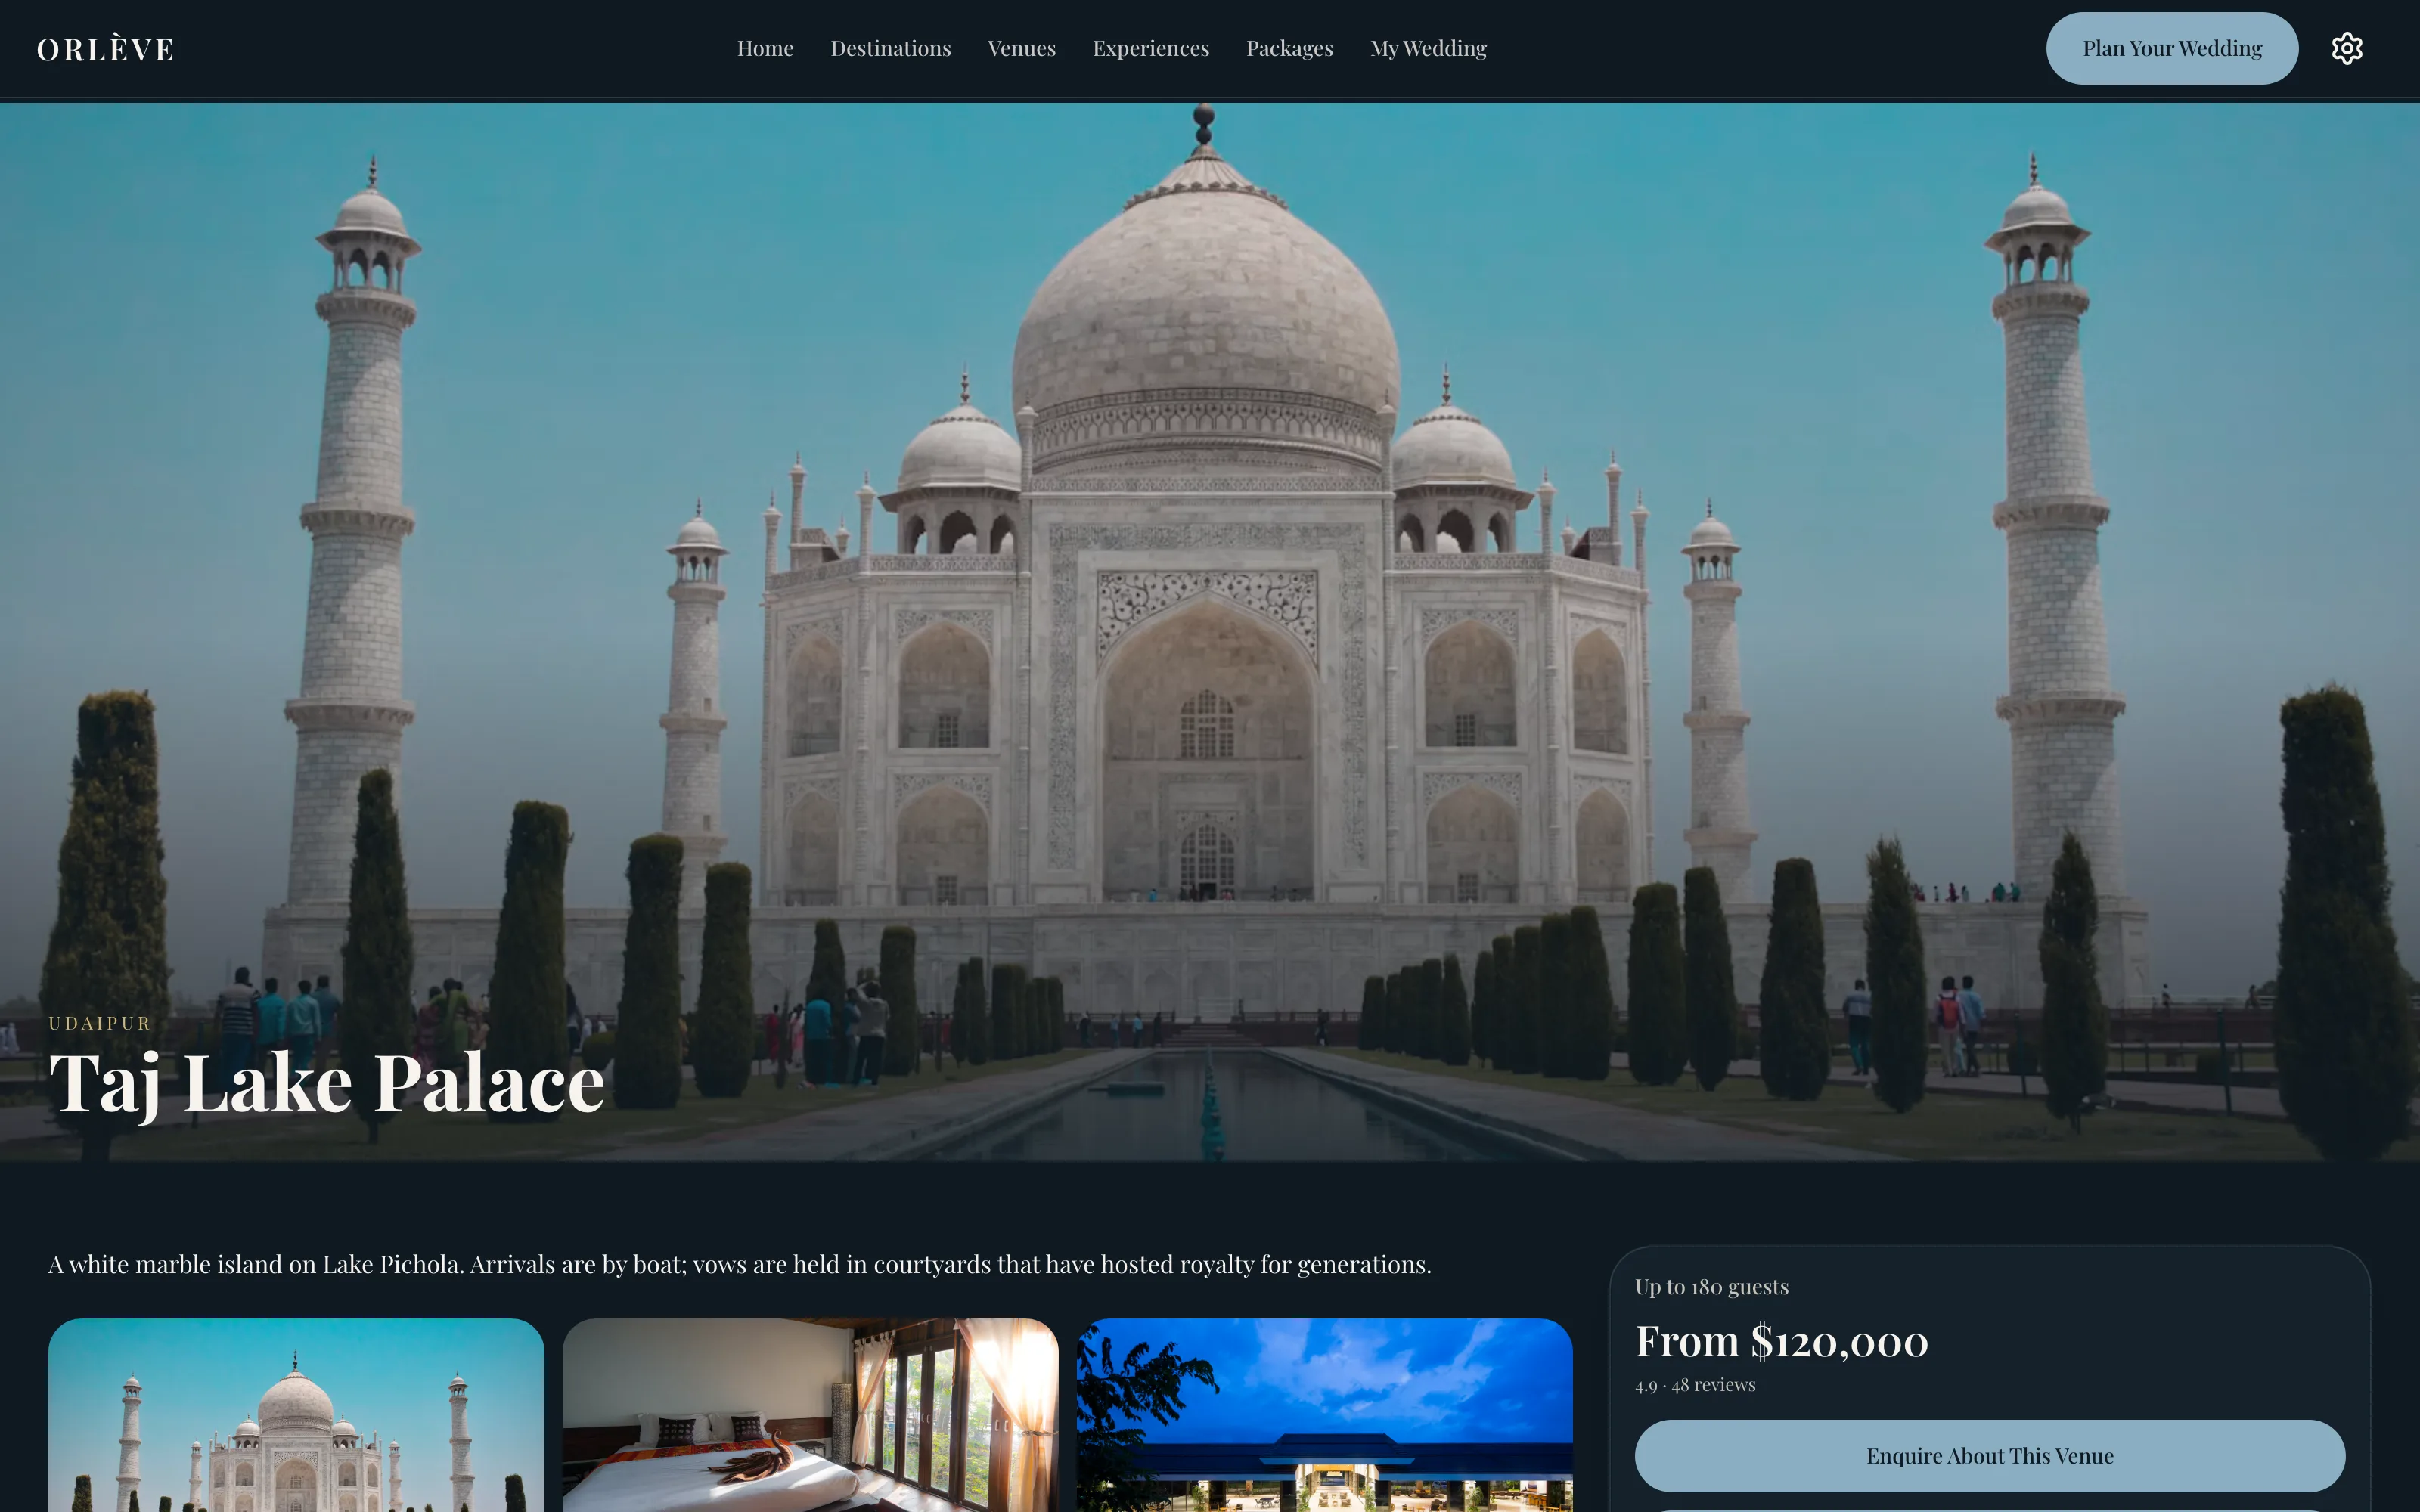 ORLÈVE
Home Destinations Venues Experiences Packages My Wedding
Plan Your Wedding
UDAIPUR
Taj Lake Palace
A white marble island on Lake Pichola. Arrivals are by boat; vows are held in courtyards that have hosted royalty for generations.
Up to 180 guests
From $120,000
4.9 · 48 reviews
Enquire About This Venue